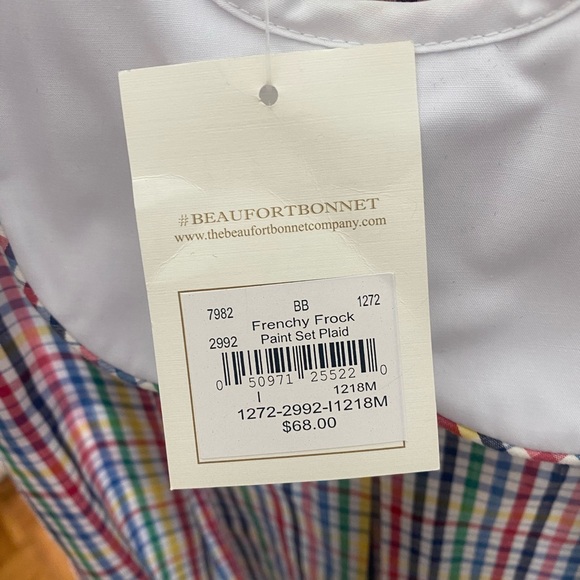 #BEAUFORTBONNET
www.thebeaufortbonnetcompany.com
7982 BB 1272
Frenchy Frock
2992 Paint Set Plaid
0 50971 25522 0
I 1218M
1272-2992-I1218M
$68.00